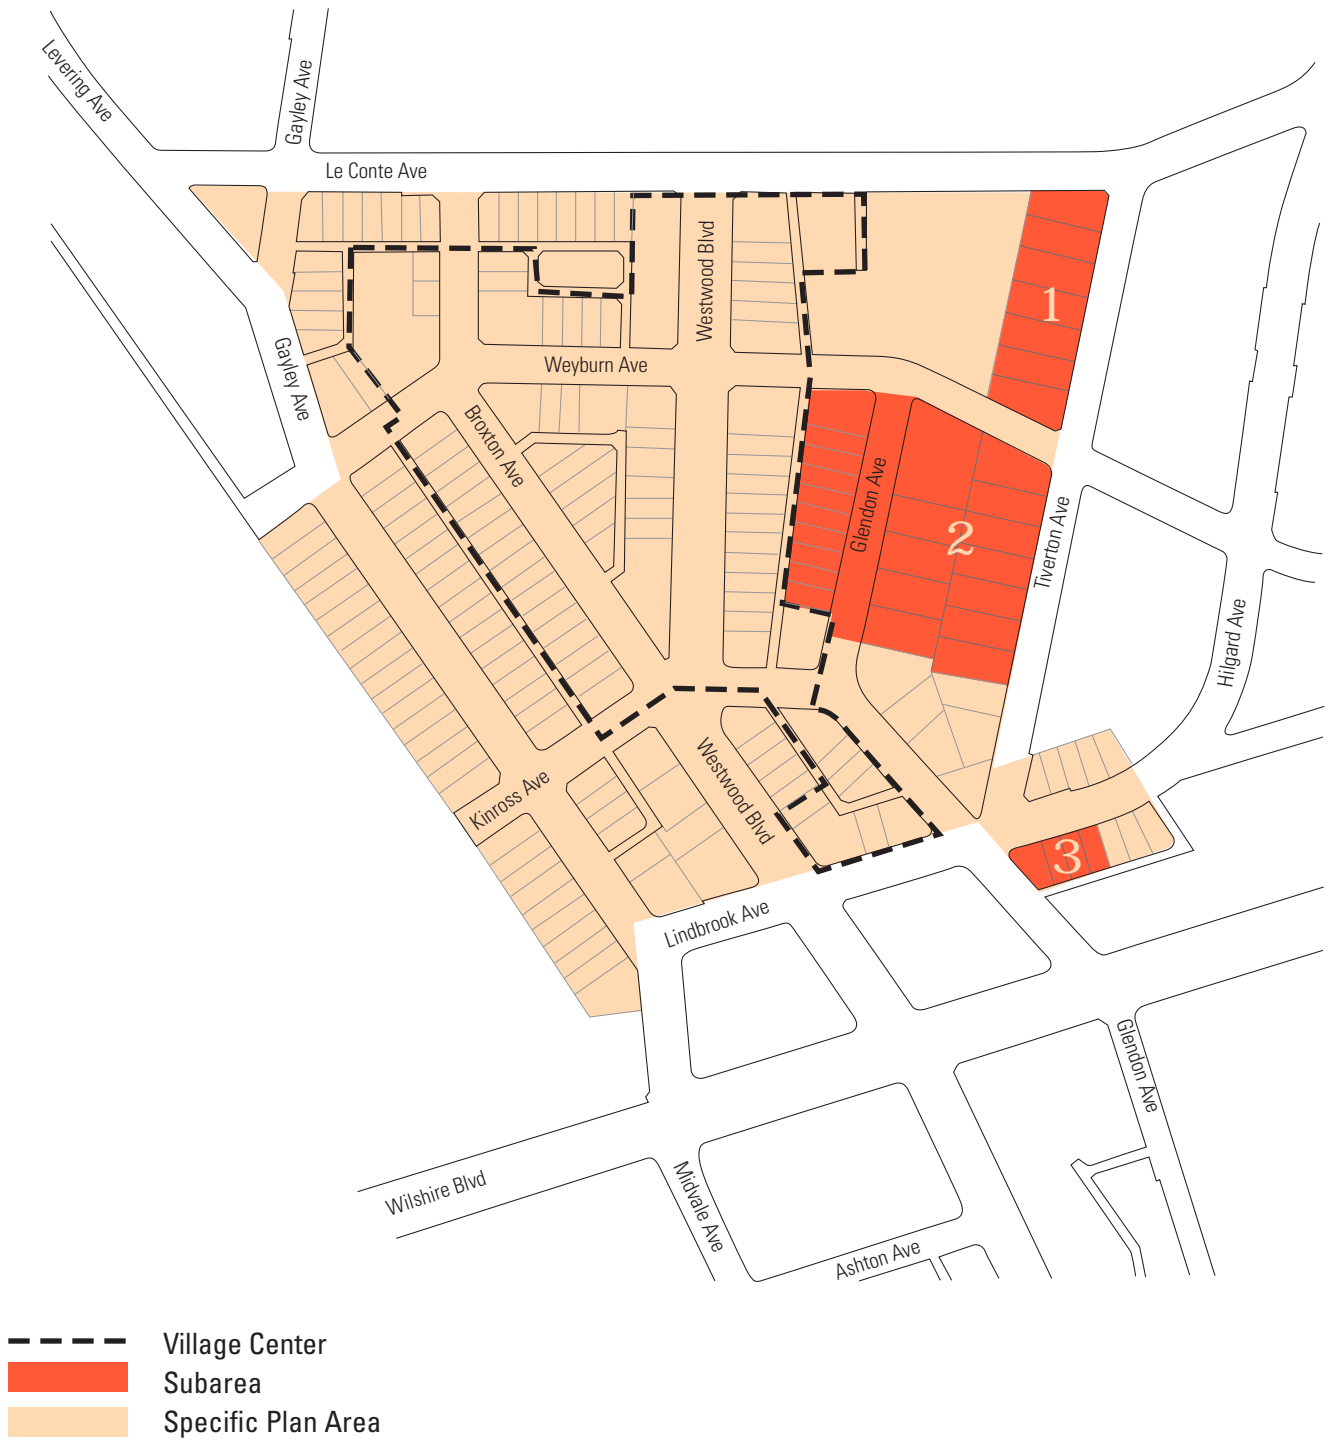 Levering Ave
Gayley Ave
Le Conte Ave
Westwood Blvd
1
Gayley Ave
Weyburn Ave
Broxton Ave
Glendon Ave
2
Tiverton Ave
Hilgard Ave
Kinross Ave
Westwood Blvd
3
Lindbrook Ave
Glendon Ave
Wilshire Blvd
Midvale Ave
Ashton Ave
Village Center
Subarea
Specific Plan Area